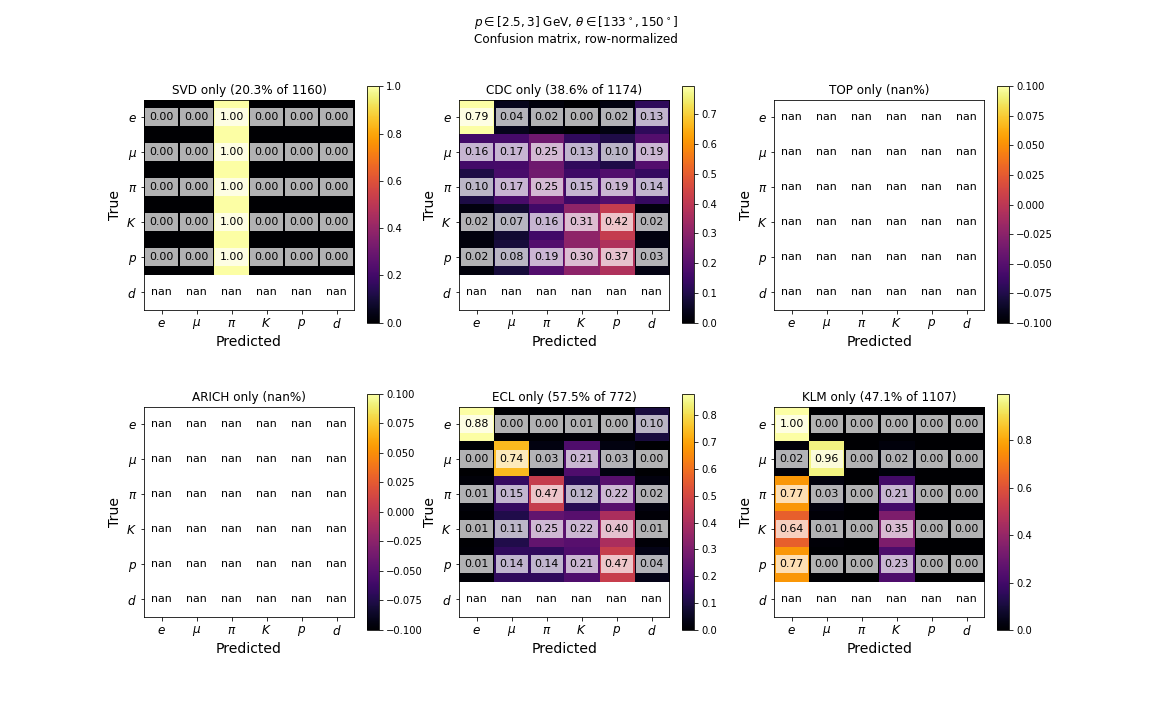 p ∈ [2.5, 3] GeV, θ ∈ [133°, 150°]
Confusion matrix, row-normalized
SVD only (20.3% of 1160)
True
e 0.00 0.00 1.00 0.00 0.00 0.00
μ 0.00 0.00 1.00 0.00 0.00 0.00
π 0.00 0.00 1.00 0.00 0.00 0.00
K 0.00 0.00 1.00 0.00 0.00 0.00
p 0.00 0.00 1.00 0.00 0.00 0.00
d nan nan nan nan nan nan
e μ π K p d
Predicted
1.0
0.8
0.6
0.4
0.2
0.0
CDC only (38.6% of 1174)
True
e 0.79 0.04 0.02 0.00 0.02 0.13
μ 0.16 0.17 0.25 0.13 0.10 0.19
π 0.10 0.17 0.25 0.15 0.19 0.14
K 0.02 0.07 0.16 0.31 0.42 0.02
p 0.02 0.08 0.19 0.30 0.37 0.03
d nan nan nan nan nan nan
e μ π K p d
Predicted
0.7
0.6
0.5
0.4
0.3
0.2
0.1
0.0
TOP only (nan%)
True
e nan nan nan nan nan nan
μ nan nan nan nan nan nan
π nan nan nan nan nan nan
K nan nan nan nan nan nan
p nan nan nan nan nan nan
d nan nan nan nan nan nan
e μ π K p d
Predicted
0.100
0.075
0.050
0.025
0.000
−0.025
−0.050
−0.075
−0.100
ARICH only (nan%)
True
e nan nan nan nan nan nan
μ nan nan nan nan nan nan
π nan nan nan nan nan nan
K nan nan nan nan nan nan
p nan nan nan nan nan nan
d nan nan nan nan nan nan
e μ π K p d
Predicted
0.100
0.075
0.050
0.025
0.000
−0.025
−0.050
−0.075
−0.100
ECL only (57.5% of 772)
True
e 0.88 0.00 0.00 0.01 0.00 0.10
μ 0.00 0.74 0.03 0.21 0.03 0.00
π 0.01 0.15 0.47 0.12 0.22 0.02
K 0.01 0.11 0.25 0.22 0.40 0.01
p 0.01 0.14 0.14 0.21 0.47 0.04
d nan nan nan nan nan nan
e μ π K p d
Predicted
0.8
0.7
0.6
0.5
0.4
0.3
0.2
0.1
0.0
KLM only (47.1% of 1107)
True
e 1.00 0.00 0.00 0.00 0.00 0.00
μ 0.02 0.96 0.00 0.02 0.00 0.00
π 0.77 0.03 0.00 0.21 0.00 0.00
K 0.64 0.01 0.00 0.35 0.00 0.00
p 0.77 0.00 0.00 0.23 0.00 0.00
d nan nan nan nan nan nan
e μ π K p d
Predicted
0.8
0.6
0.4
0.2
0.0